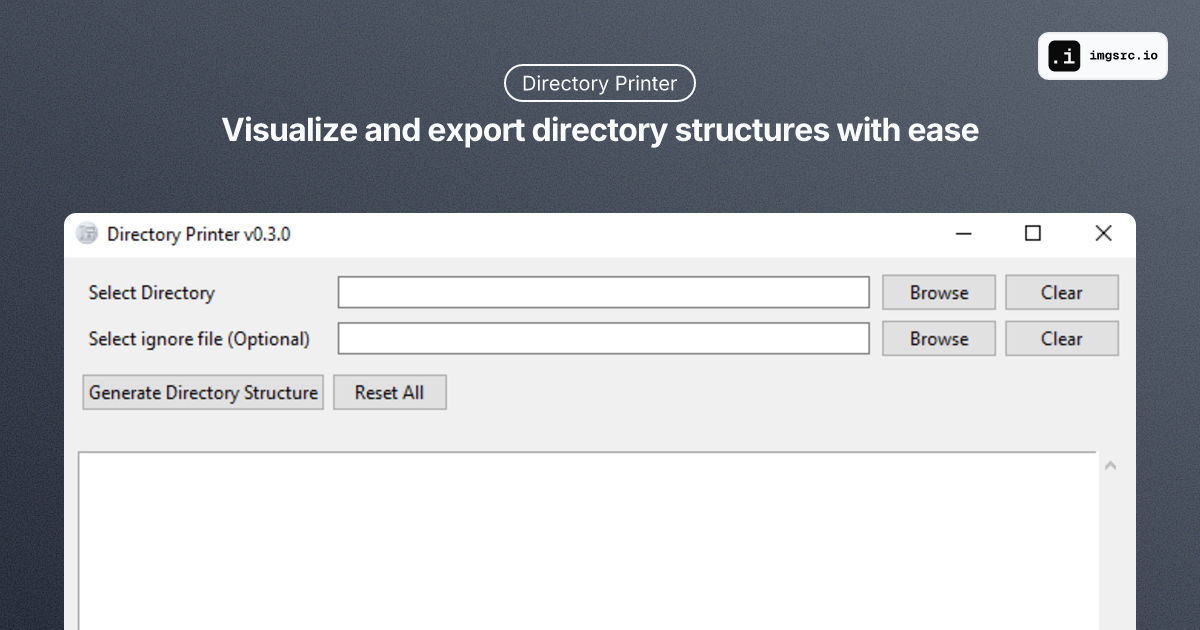 .i imgsrc.io
Directory Printer
Visualize and export directory structures with ease
Directory Printer v0.3.0
Select Directory Browse Clear
Select ignore file (Optional) Browse Clear
Generate Directory Structure Reset All